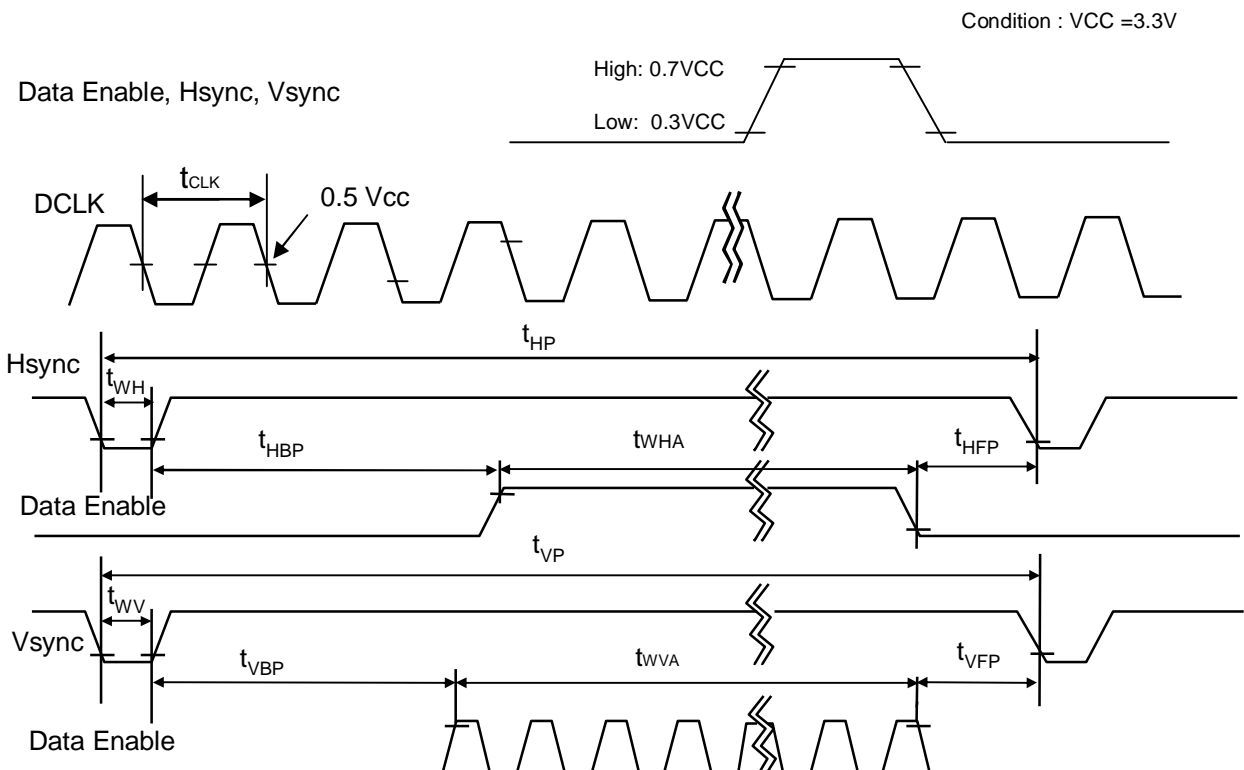 Condition : VCC =3.3V
High: 0.7VCC
Data Enable, Hsync, Vsync
Low: 0.3VCC
tCLK
DCLK
0.5 Vcc
tHP
Hsync
tWH
tHBP
tWHA
tHFP
Data Enable
tVP
tWV
Vsync
tVBP
tWVA
tVFP
Data Enable